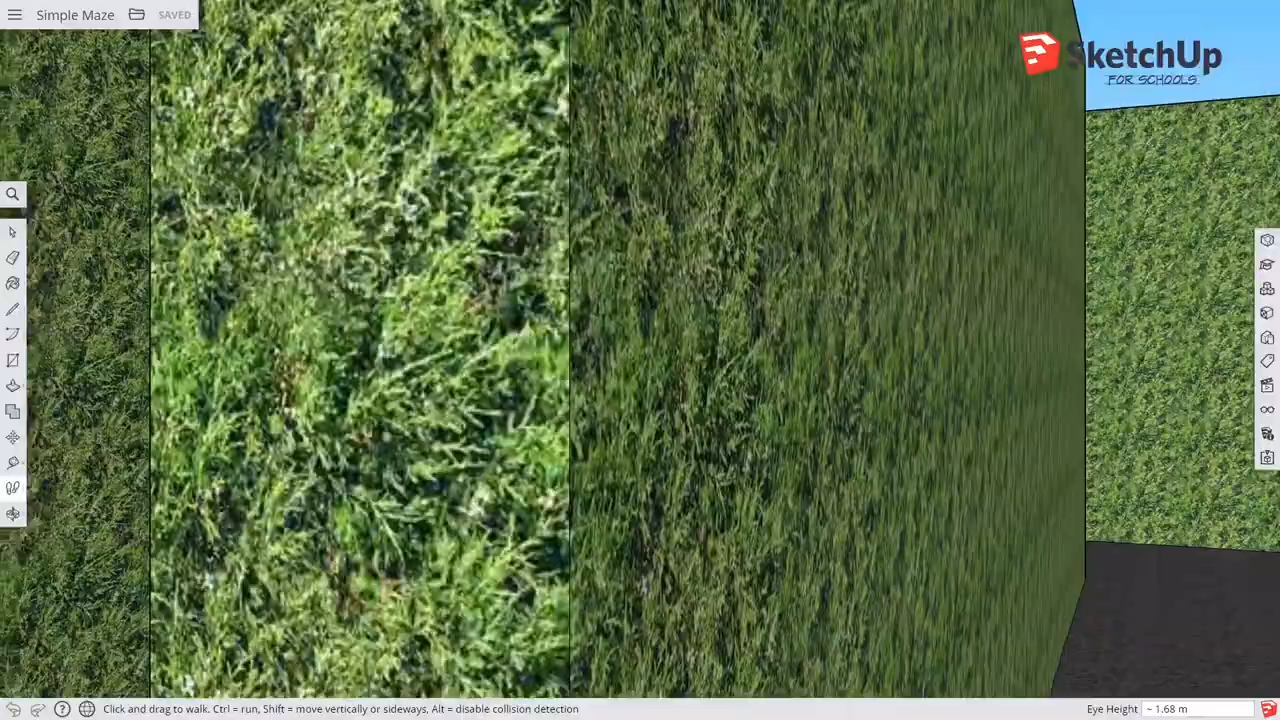 Simple Maze SAVED
SketchUp
FOR SCHOOLS
Click and drag to walk. Ctrl = run, Shift = move vertically or sideways, Alt = disable collision detection
Eye Height ~ 1.68 m